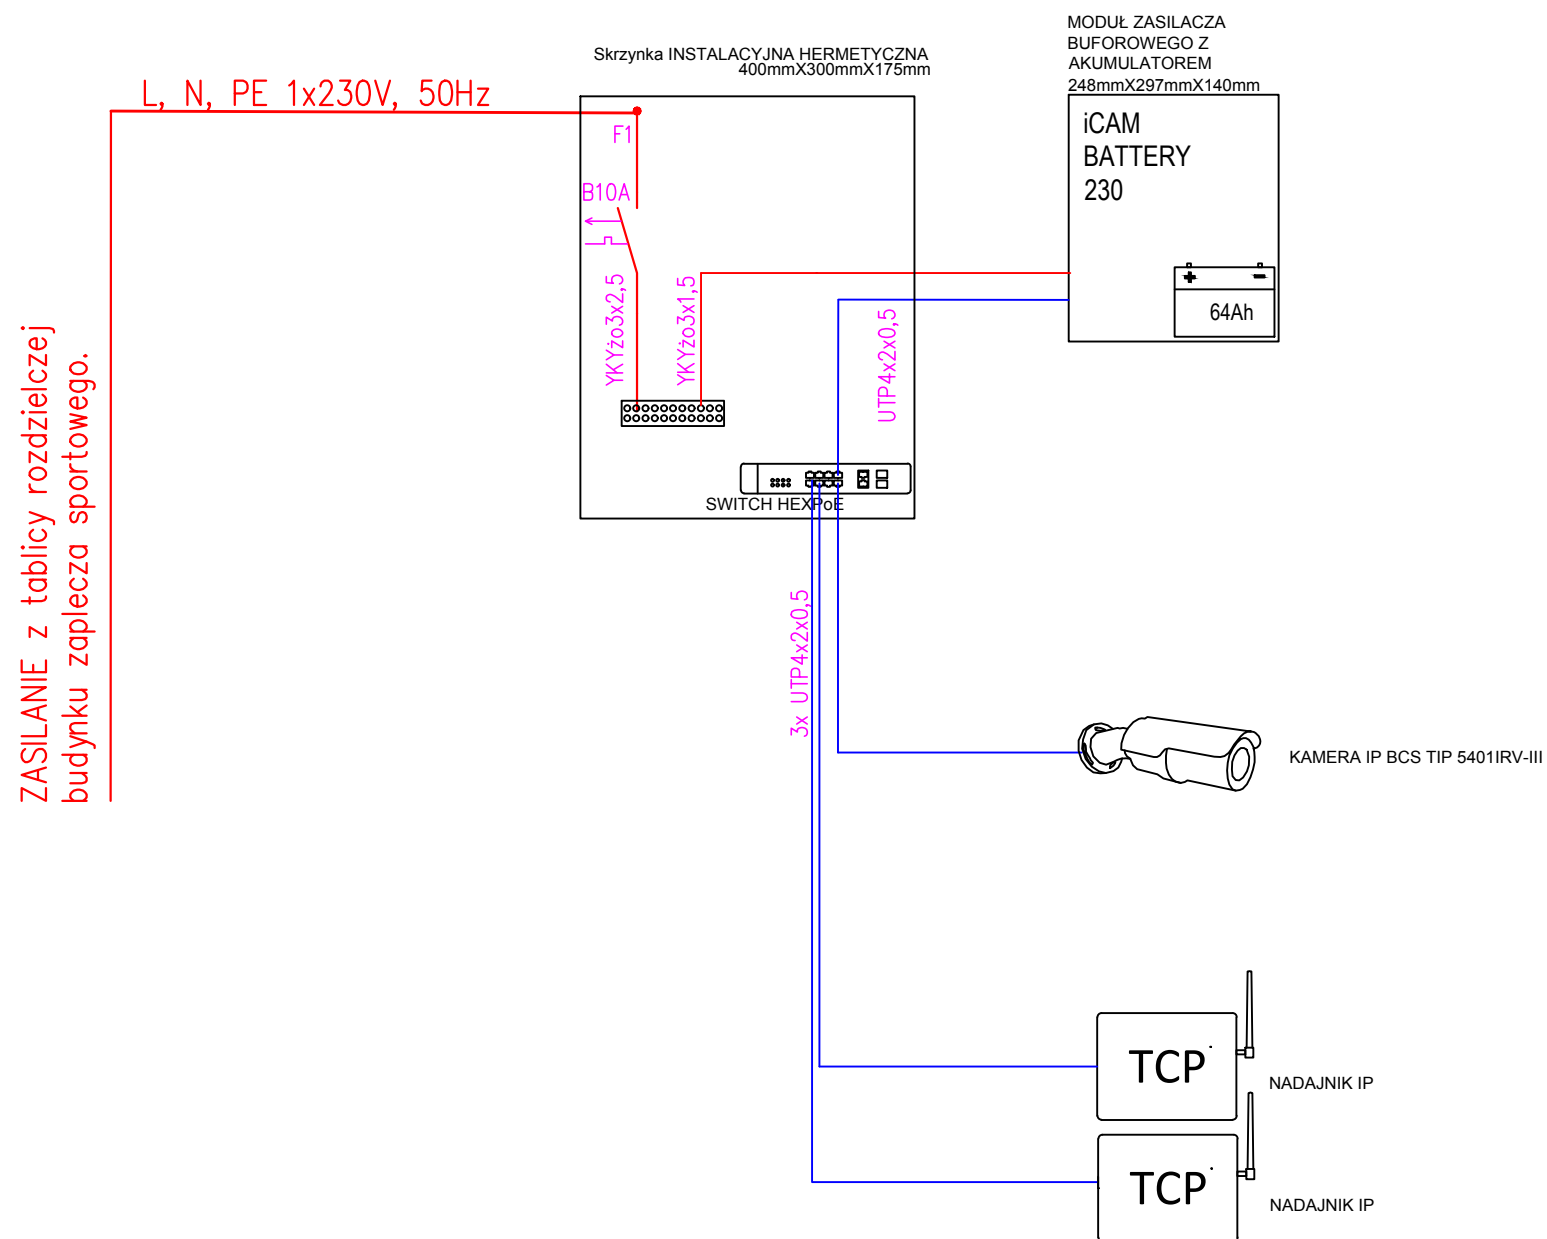 MODUŁ ZASILACZA
BUFOROWEGO Z
AKUMULATOREM
248mmX297mmX140mm
Skrzynka INSTALACYJNA HERMETYCZNA
400mmX300mmX175mm
L, N, PE 1x230V, 50Hz
iCAM
BATTERY
230
F1
B10A
YKYżo3x2,5
YKYżo3x1,5
UTP4x2x0,5
64Ah
ZASILANIE z tablicy rozdzielczej
budynku zaplecza sportowego.
SWITCH HEXPoE
3x UTP4x2x0,5
KAMERA IP BCS TIP 5401IRV-III
TCP
NADAJNIK IP
TCP
NADAJNIK IP